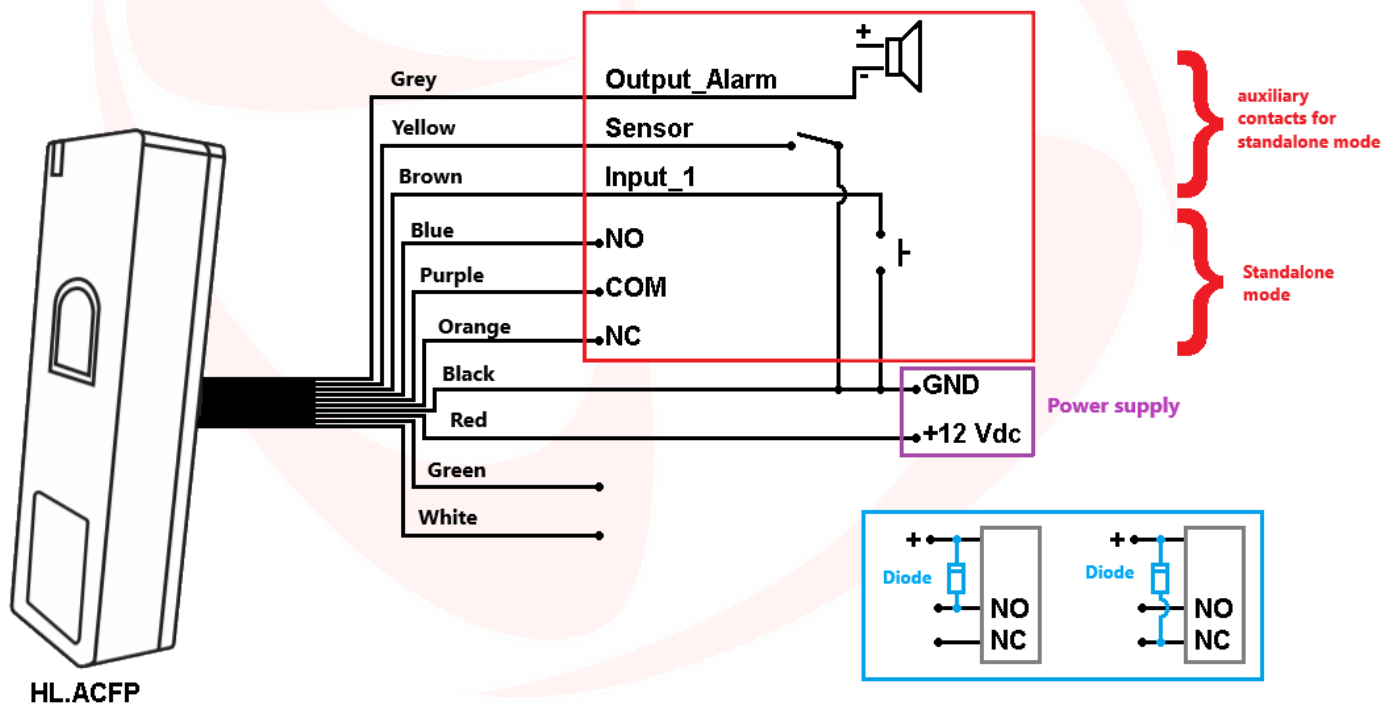 Grey
Output_Alarm
+
-
Yellow
Sensor
Brown
Input_1
Blue
NO
Purple
COM
Orange
NC
auxiliary
contacts for
standalone mode
Standalone
mode
Black
GND
Red
+12 Vdc
Power supply
Green
White
+
Diode
NO
NC
+
Diode
NO
NC
HL.ACFP